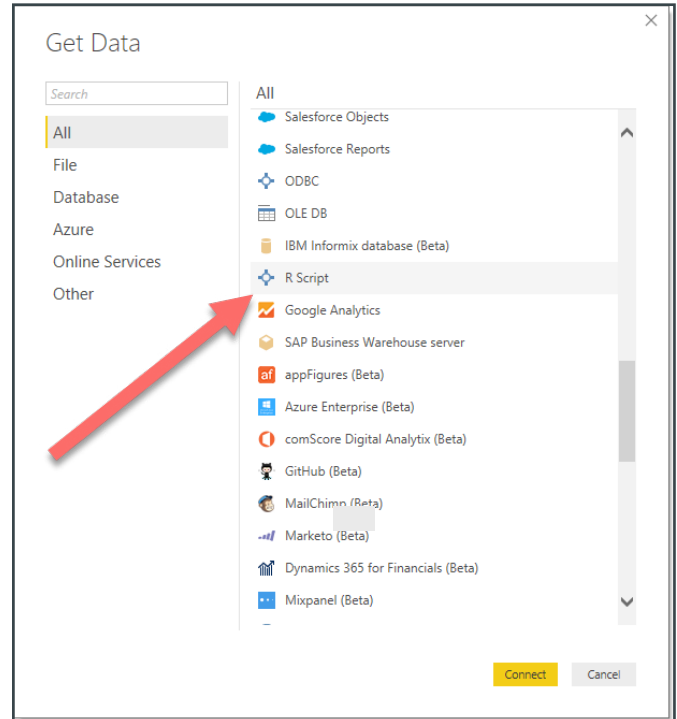 Get Data
Search
All
File
Database
Azure
Online Services
Other
All
Salesforce Objects
Salesforce Reports
ODBC
OLE DB
IBM Informix database (Beta)
R Script
Google Analytics
SAP Business Warehouse server
af appFigures (Beta)
Azure Enterprise (Beta)
comScore Digital Analytix (Beta)
GitHub (Beta)
MailChimp (Beta)
Marketo (Beta)
Dynamics 365 for Financials (Beta)
Mixpanel (Beta)
Connect Cancel